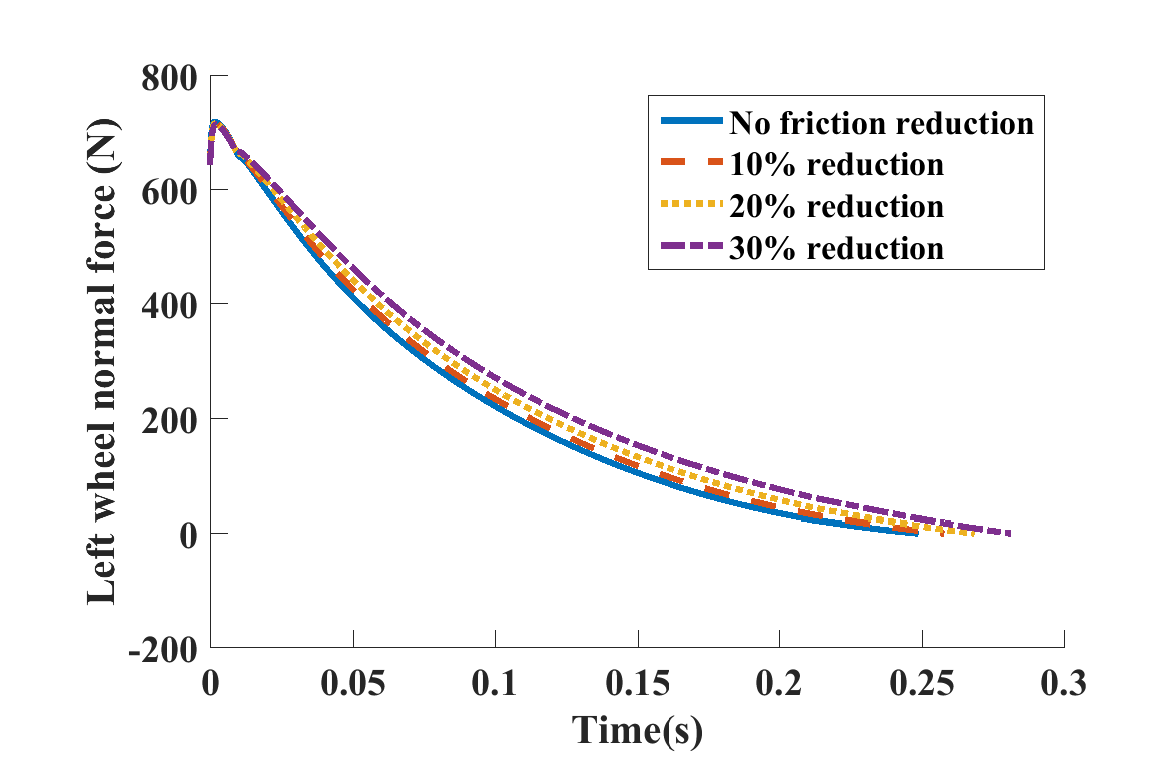 800
600
400
200
0
-200
Left wheel normal force (N)
No friction reduction
10% reduction
20% reduction
30% reduction
0 0.05 0.1 0.15 0.2 0.25 0.3
Time(s)